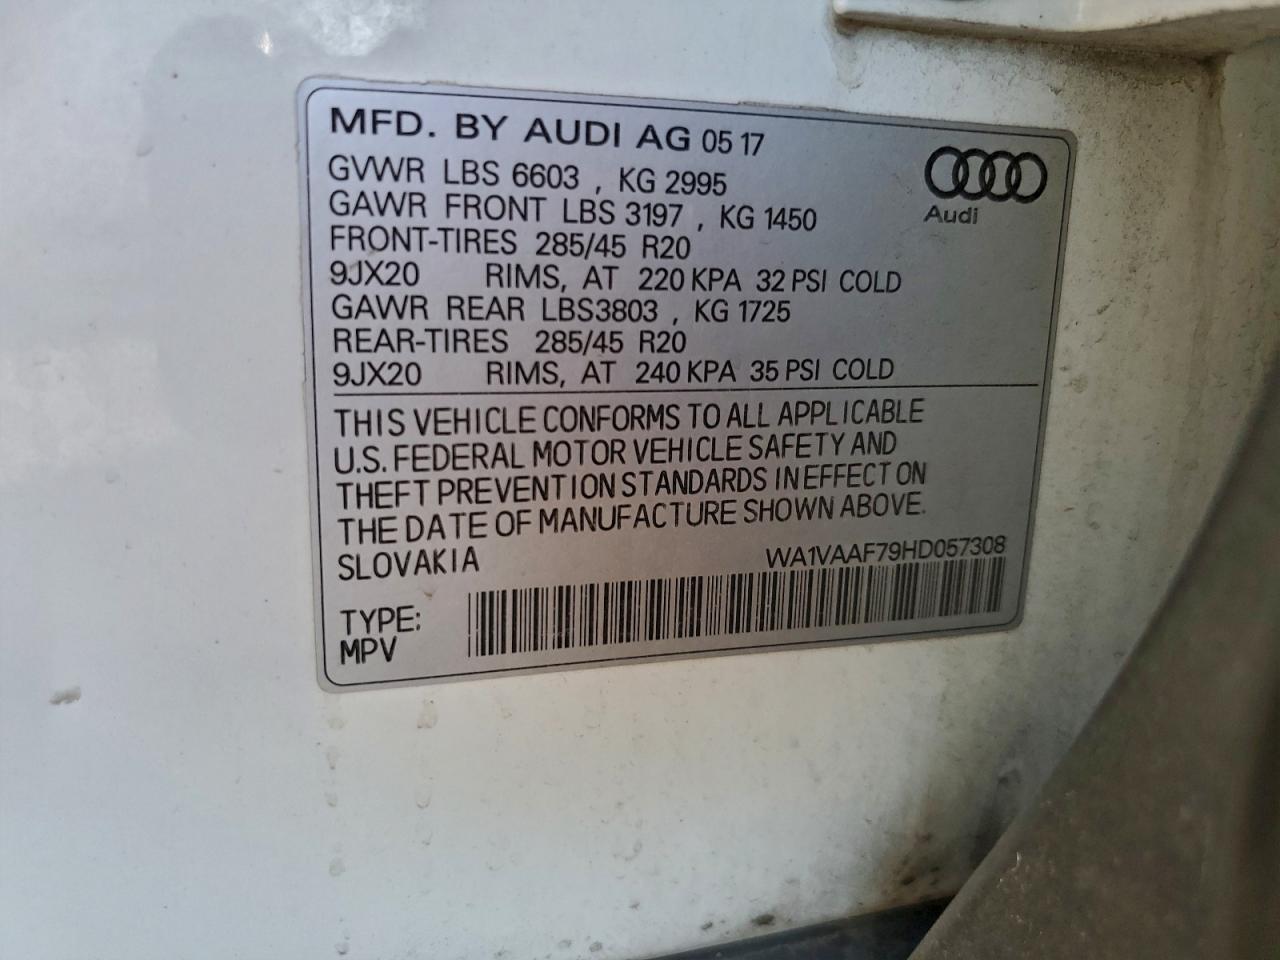 MFD. BY AUDI AG 05 17
GVWR LBS 6603 , KG 2995
GAWR FRONT LBS 3197 , KG 1450
Audi
FRONT-TIRES 285/45 R20
9JX20 RIMS, AT 220 KPA 32 PSI COLD
GAWR REAR LBS3803 , KG 1725
REAR-TIRES 285/45 R20
9JX20 RIMS, AT 240 KPA 35 PSI COLD
THIS VEHICLE CONFORMS TO ALL APPLICABLE
U.S. FEDERAL MOTOR VEHICLE SAFETY AND
THEFT PREVENTION STANDARDS IN EFFECT ON
THE DATE OF MANUFACTURE SHOWN ABOVE.
SLOVAKIA WA1VAAF79HD057308
TYPE:
MPV